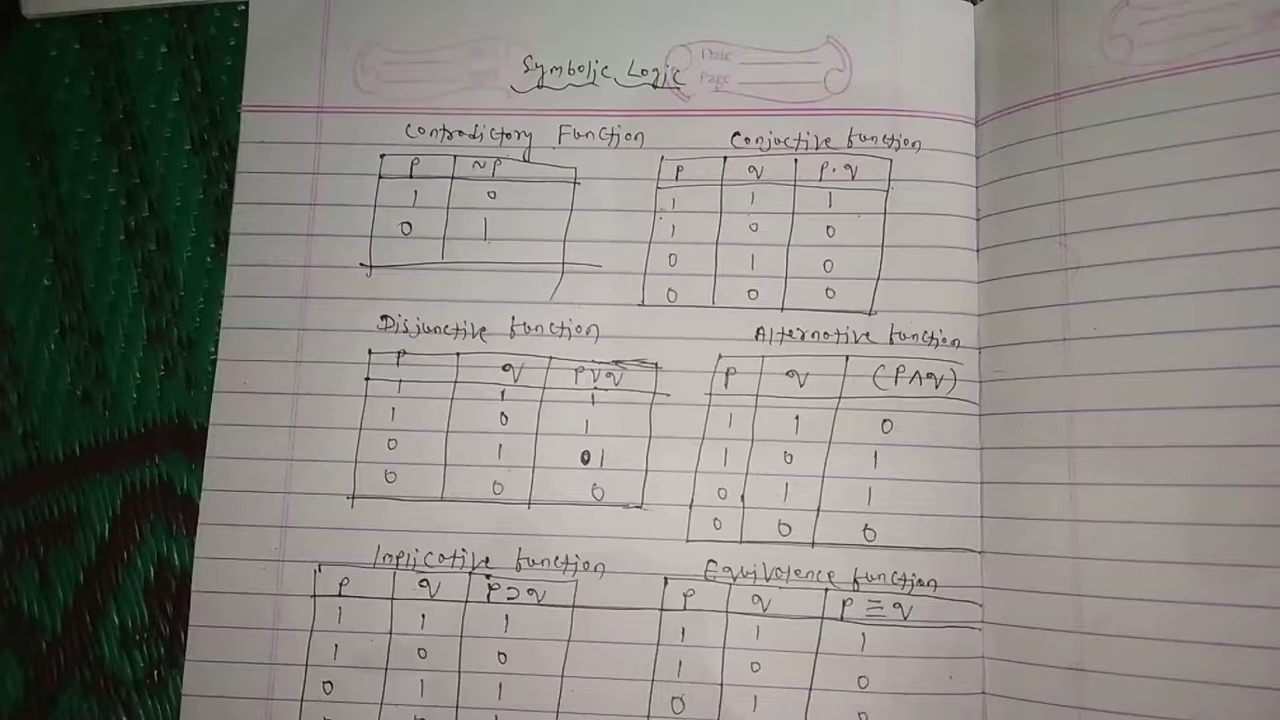 Symbolic Logic
Date
Page
Contradictory Function
P ~P
1 0
0 1
Conjuctive function
P q P.q
1 1 1
1 0 0
0 1 0
0 0 0
Disjunctive function
P q P∨q
1 1 1
1 0 1
0 1 01
0 0 0
Alternative function
P q (P∧q)
1 1 0
1 0 1
0 1 1
0 0 0
Inplicative function
P q P⊃q
1 1 1
1 0 0
0 1 1
Equivalence function
P q P≡q
1 1 1
1 0 0
0 1